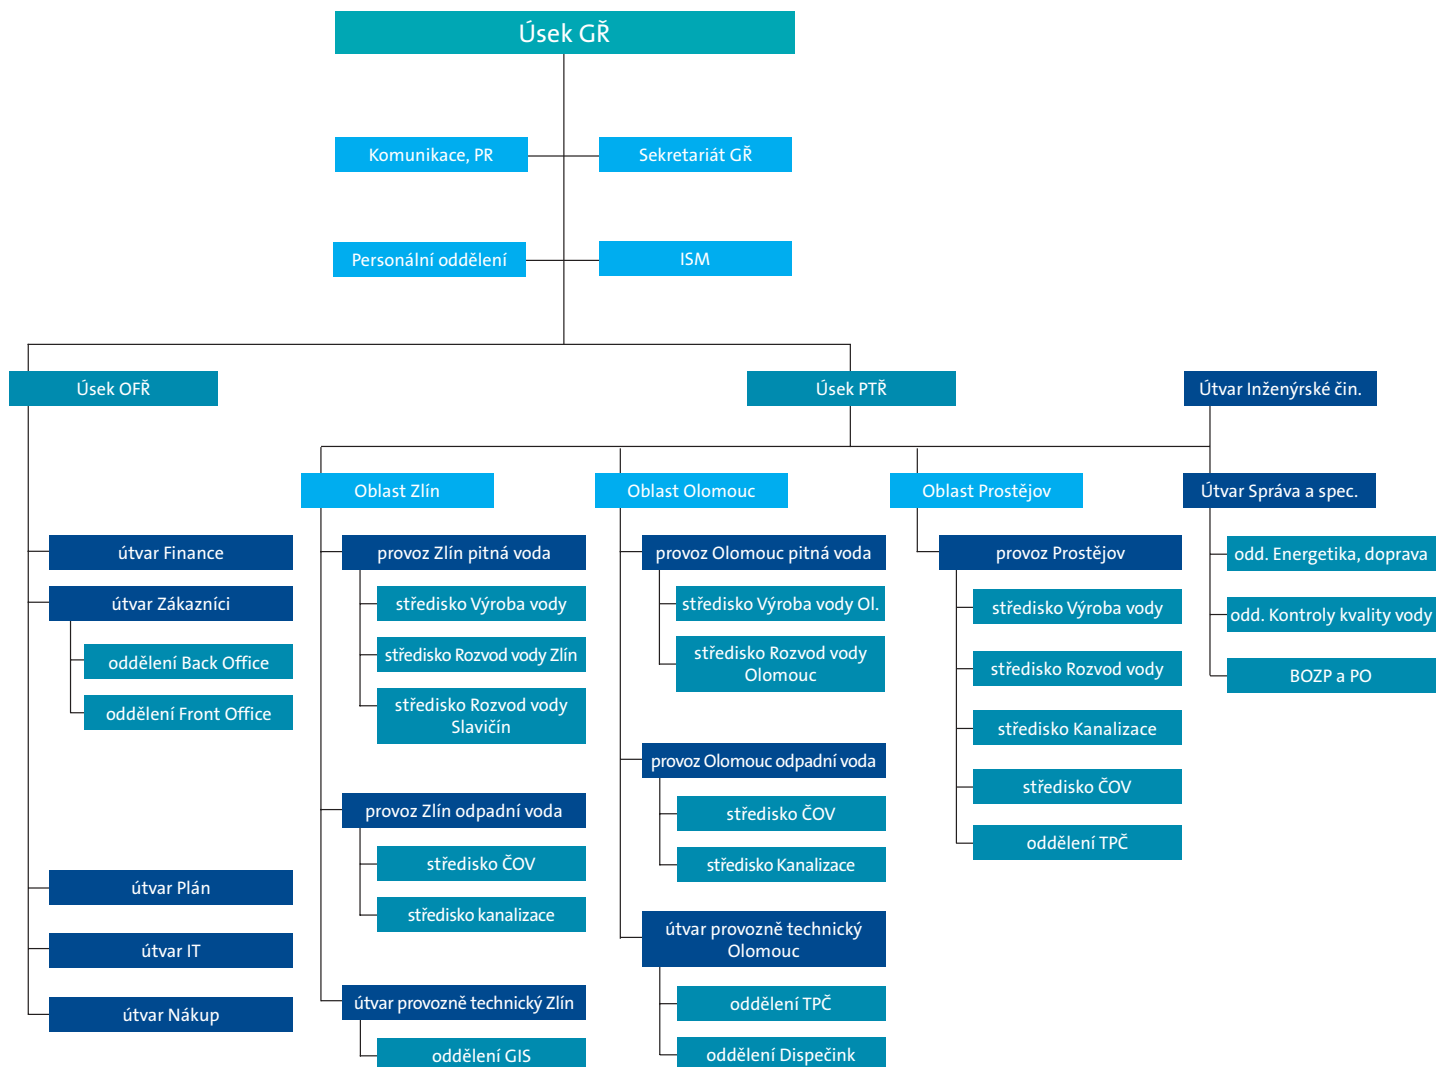 Úsek GŘ
Komunikace, PR
Sekretariát GŘ
Personální oddělení
ISM
Úsek OFŘ
Úsek PTŘ
Útvar Inženýrské čin.
Oblast Zlín
Oblast Olomouc
Oblast Prostějov
Útvar Správa a spec.
útvar Finance
útvar Zákazníci
oddělení Back Office
oddělení Front Office
útvar Plán
útvar IT
útvar Nákup
provoz Zlín pitná voda
středisko Výroba vody
středisko Rozvod vody Zlín
středisko Rozvod vody
Slavičín
provoz Zlín odpadní voda
středisko ČOV
středisko kanalizace
útvar provozně technický Zlín
oddělení GIS
provoz Olomouc pitná voda
středisko Výroba vody Ol.
středisko Rozvod vody
Olomouc
provoz Olomouc odpadní voda
středisko ČOV
středisko Kanalizace
útvar provozně technický
Olomouc
oddělení TPČ
oddělení Dispečink
provoz Prostějov
středisko Výroba vody
středisko Rozvod vody
středisko Kanalizace
středisko ČOV
oddělení TPČ
odd. Energetika, doprava
odd. Kontroly kvality vody
BOZP a PO